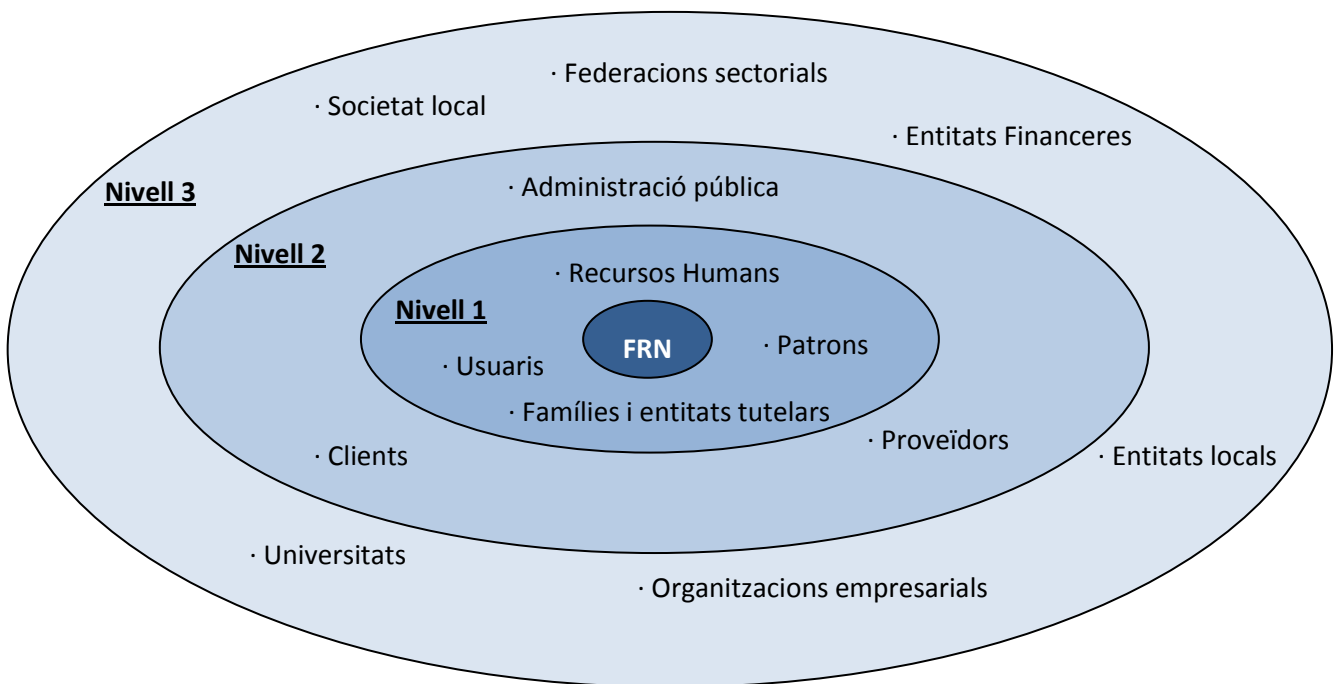 · Federacions sectorials
· Societat local
· Entitats Financeres
Nivell 3
· Administració pública
Nivell 2
· Recursos Humans
Nivell 1
FRN
· Patrons
· Usuaris
· Famílies i entitats tutelars
· Proveïdors
· Clients
· Entitats locals
· Universitats
· Organitzacions empresarials